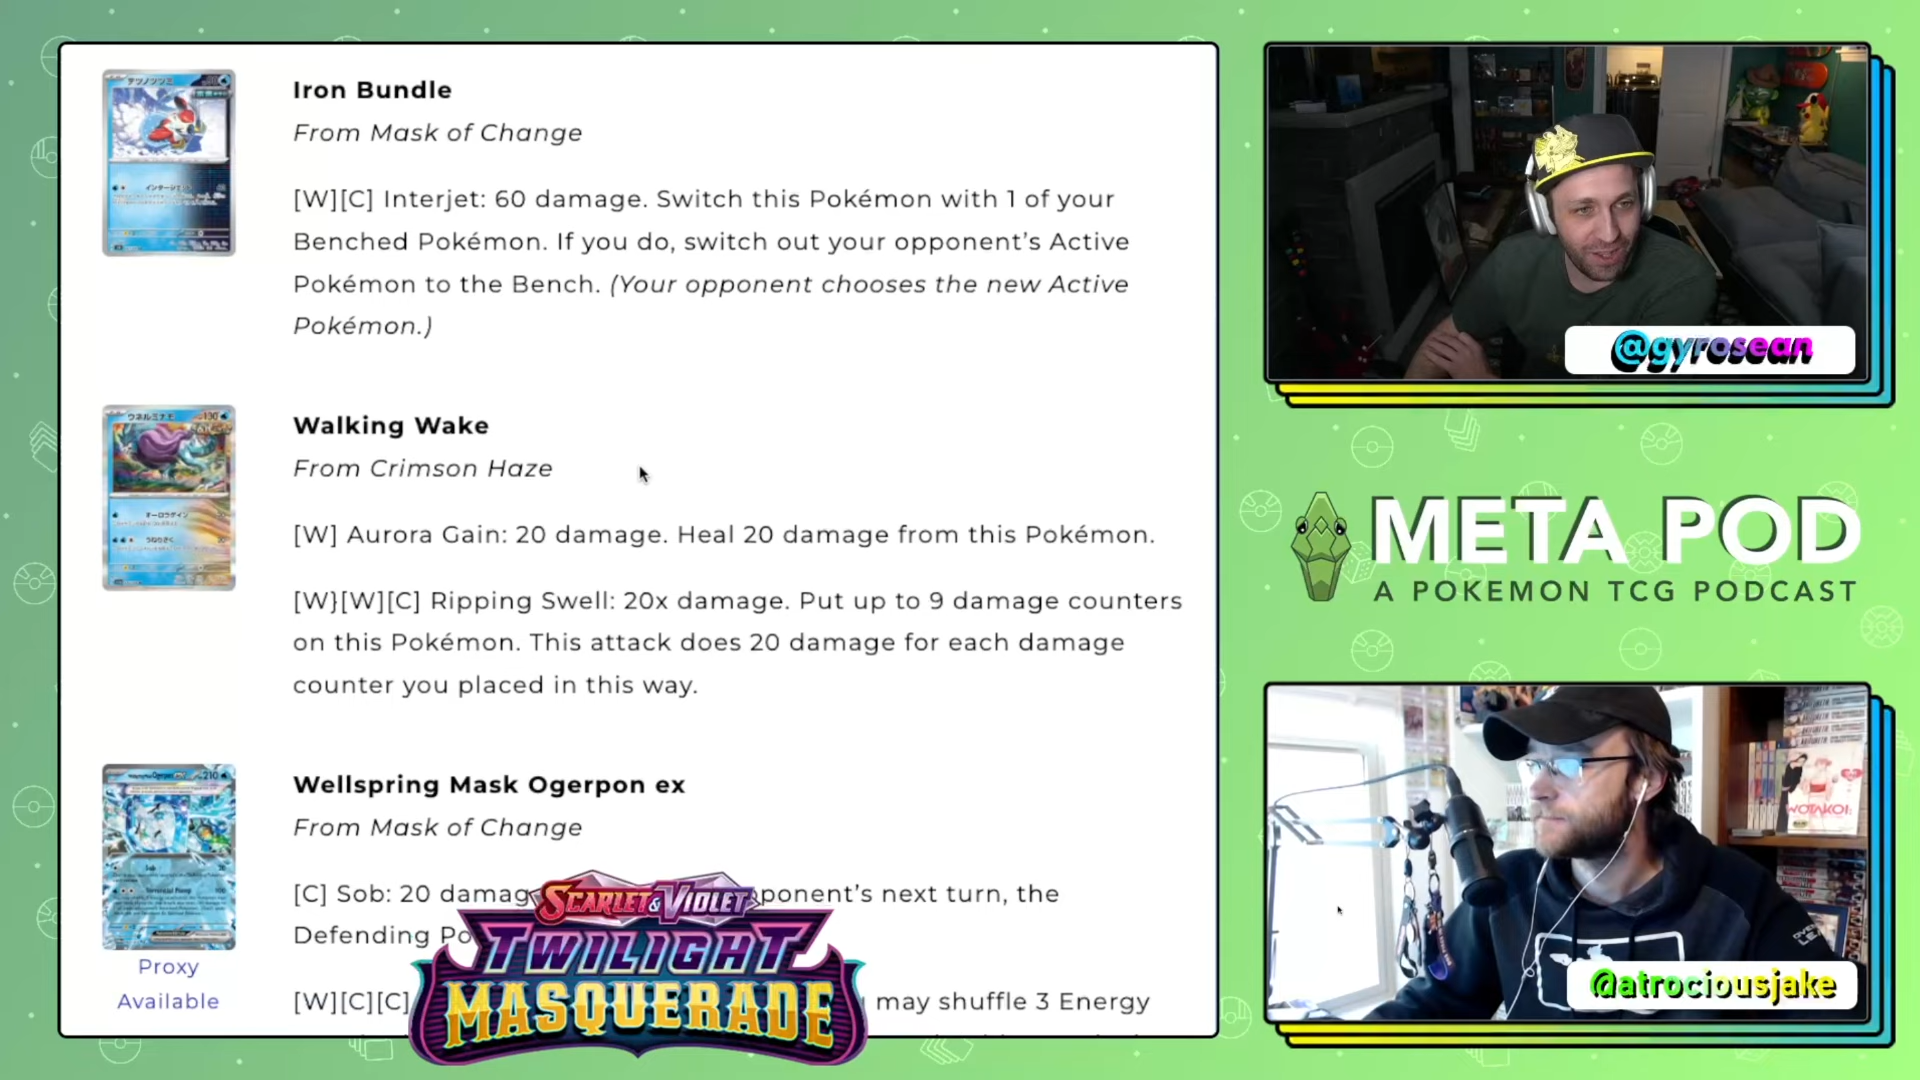 Iron Bundle
From Mask of Change
[W][C] Interjet: 60 damage. Switch this Pokémon with 1 of your
Benched Pokémon. If you do, switch out your opponent's Active
Pokémon to the Bench. (Your opponent chooses the new Active
Pokémon.)
Walking Wake
From Crimson Haze
[W] Aurora Gain: 20 damage. Heal 20 damage from this Pokémon.
[W}[W][C] Ripping Swell: 20x damage. Put up to 9 damage counters
on this Pokémon. This attack does 20 damage for each damage
counter you placed in this way.
Wellspring Mask Ogerpon ex
From Mask of Change
[C] Sob: 20 damag ponent's next turn, the
Defending Po
[W][C][C] may shuffle 3 Energy
Proxy
Available
SCARLET & VIOLET
TWILIGHT
MASQUERADE
@gyrosean
META POD
A POKEMON TCG PODCAST
WOTAKOI
@atrociousjake